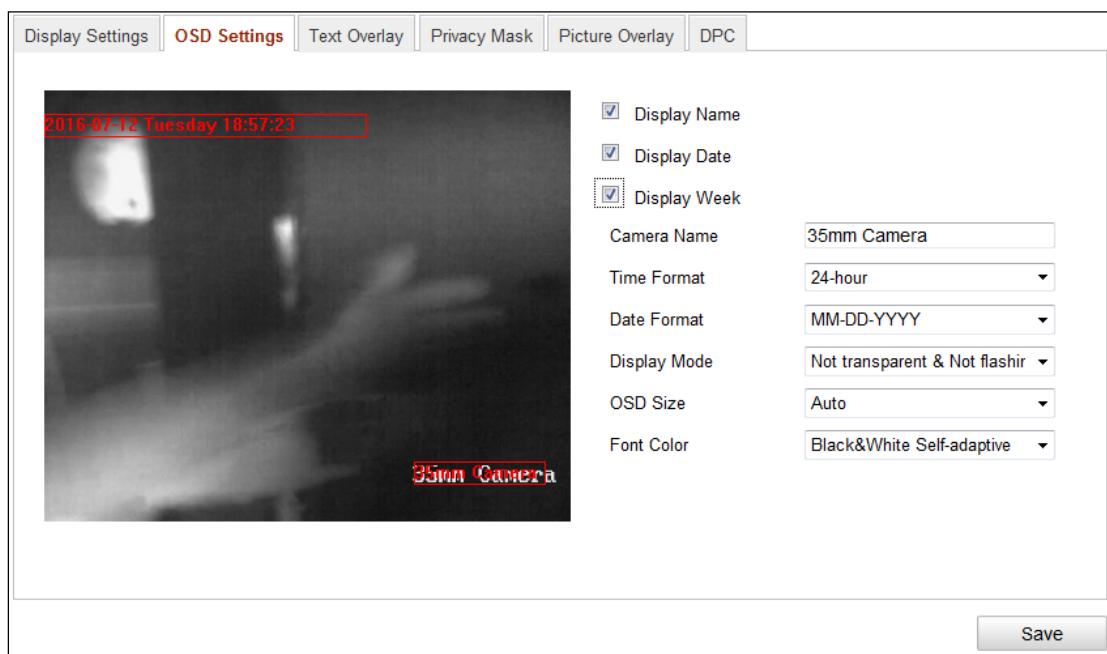 Display Settings OSD Settings Text Overlay Privacy Mask Picture Overlay DPC
2016-07-12 Tuesday 18:57:23
35mm Camera
Display Name
Display Date
Display Week
Camera Name 35mm Camera
Time Format 24-hour
Date Format MM-DD-YYYY
Display Mode Not transparent & Not flashir
OSD Size Auto
Font Color Black&White Self-adaptive
Save